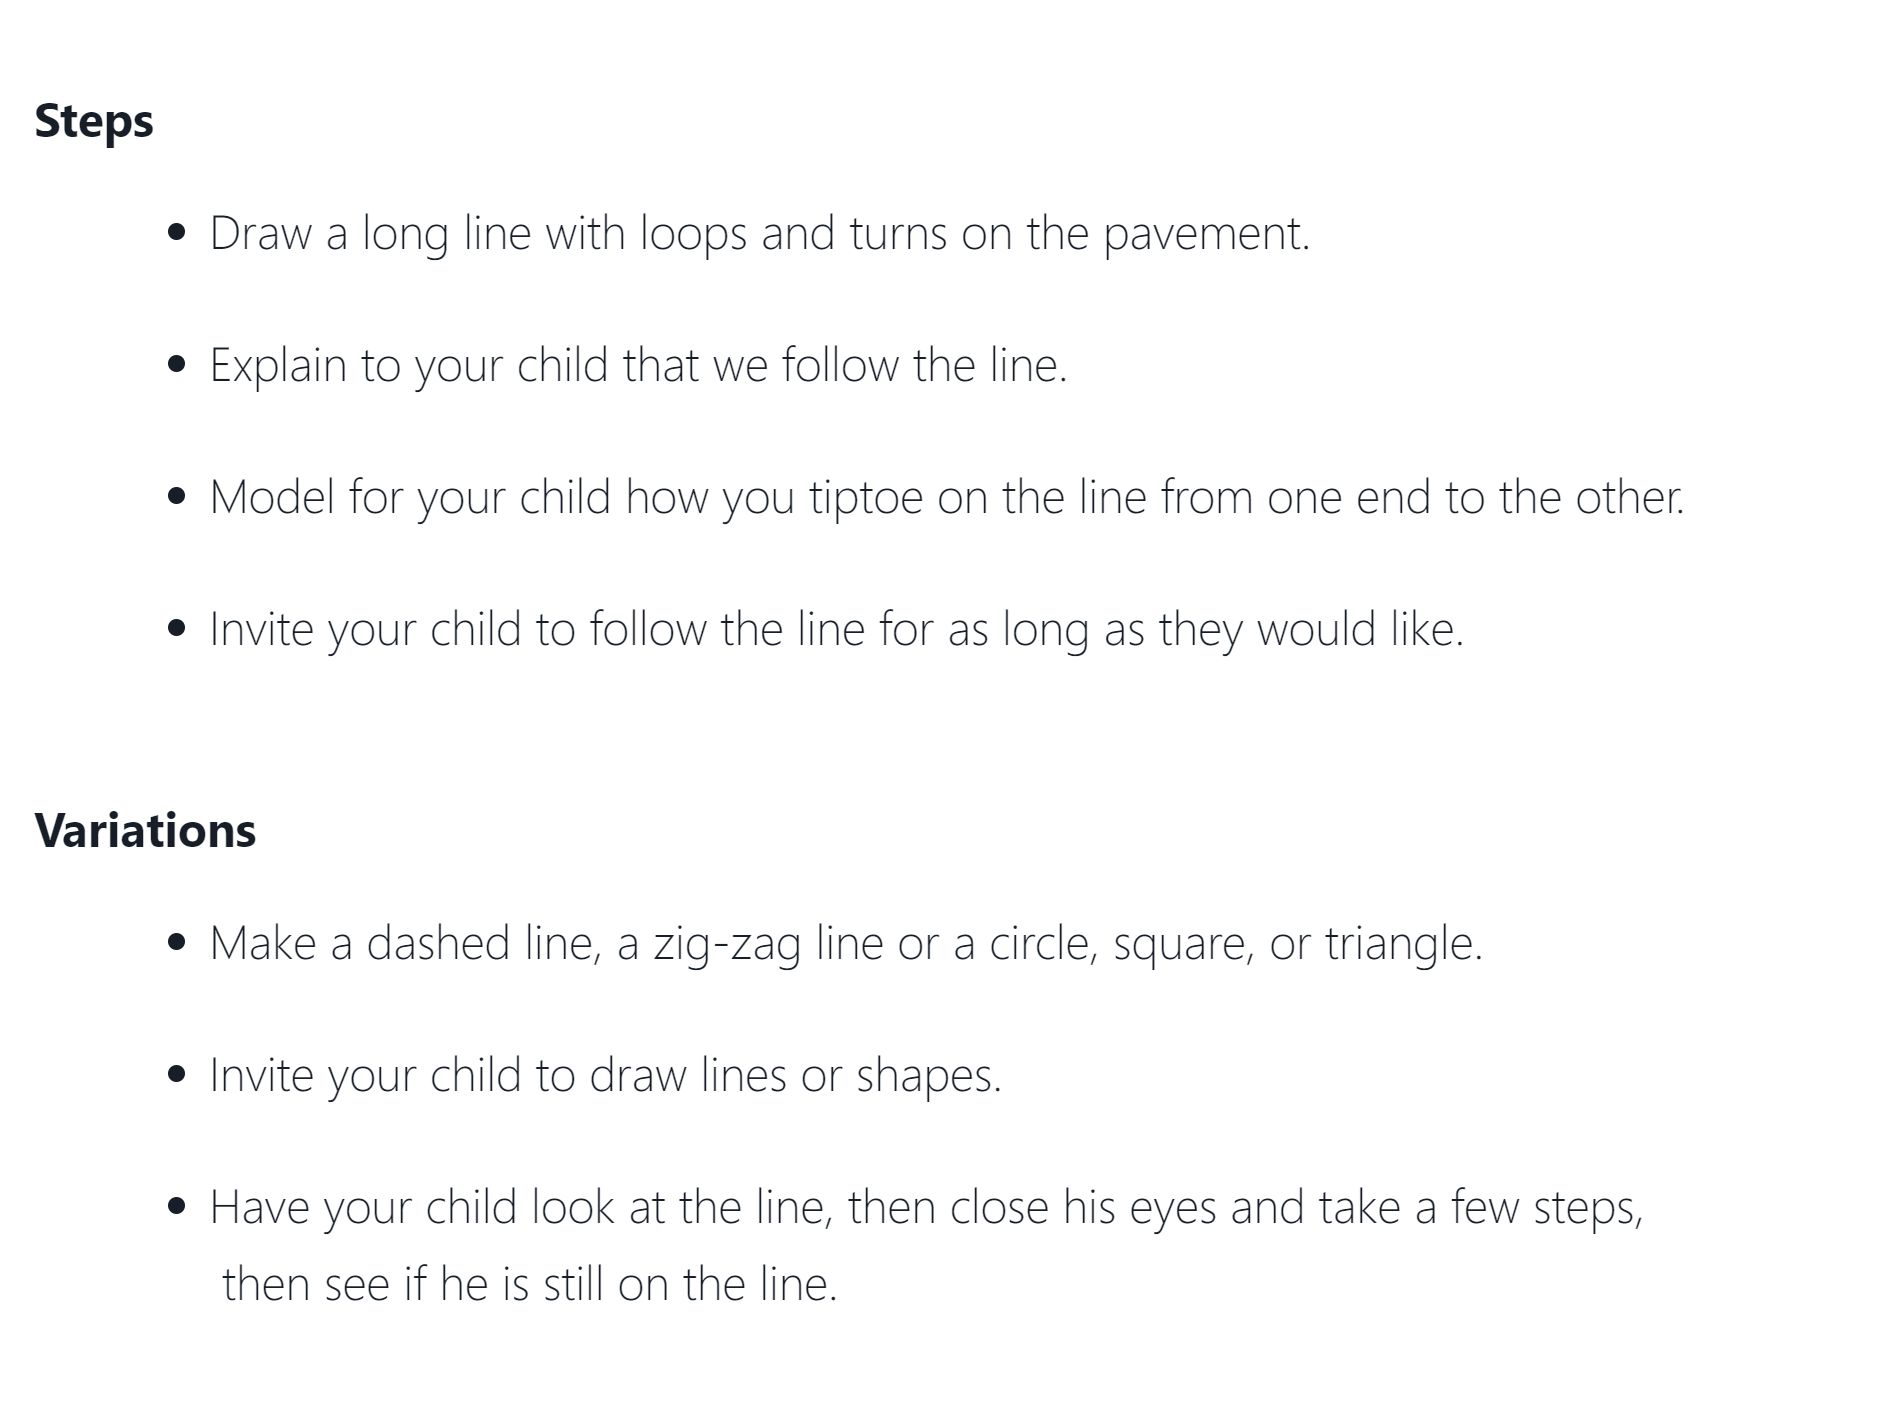 Steps
• Draw a long line with loops and turns on the pavement.
• Explain to your child that we follow the line.
• Model for your child how you tiptoe on the line from one end to the other.
• Invite your child to follow the line for as long as they would like.
Variations
• Make a dashed line, a zig-zag line or a circle, square, or triangle.
• Invite your child to draw lines or shapes.
• Have your child look at the line, then close his eyes and take a few steps,
then see if he is still on the line.